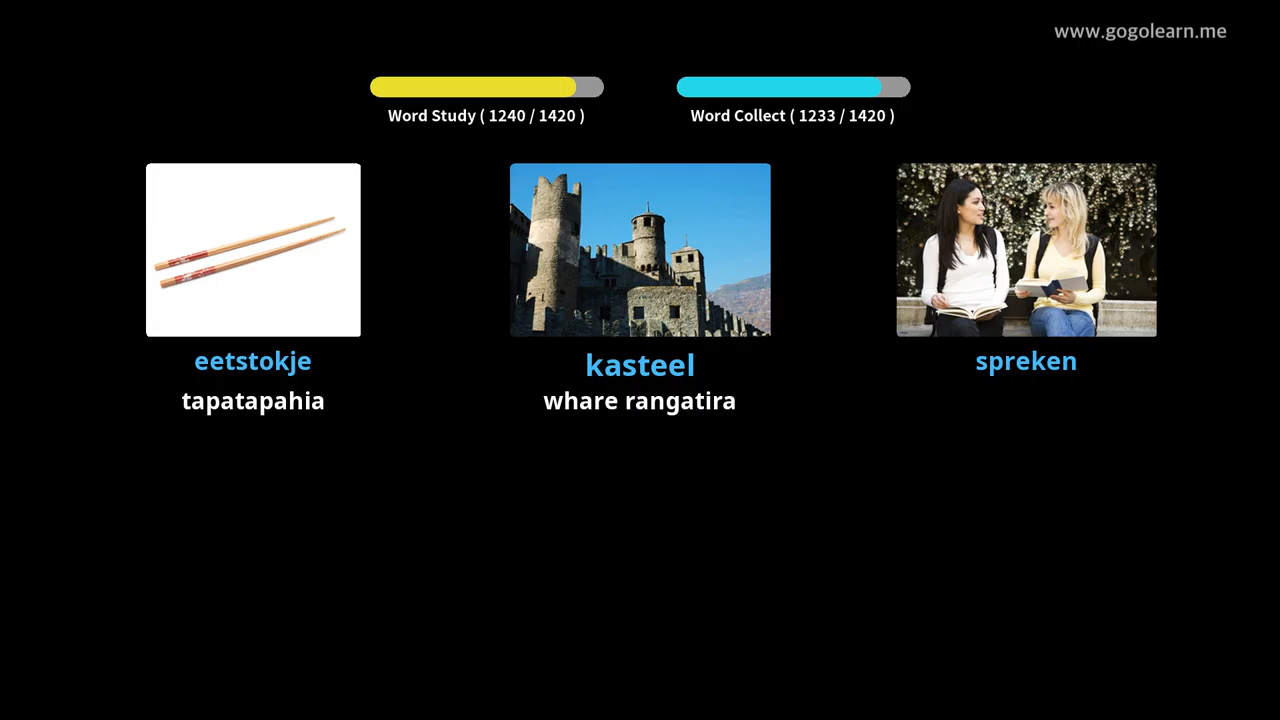 www.gogolearn.me
Word Study ( 1240 / 1420 )
Word Collect ( 1233 / 1420 )
eetstokje
kasteel
spreken
tapatapahia
whare rangatira